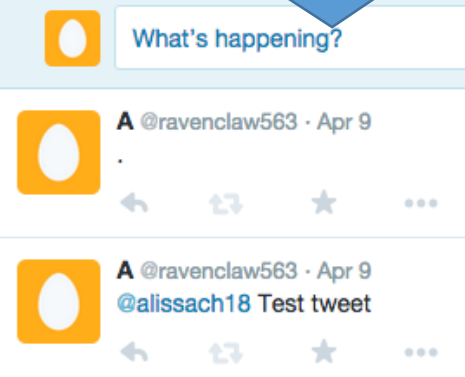 What's happening?
A @ravenclaw563 · Apr 9
.
A @ravenclaw563 · Apr 9
@alissach18 Test tweet